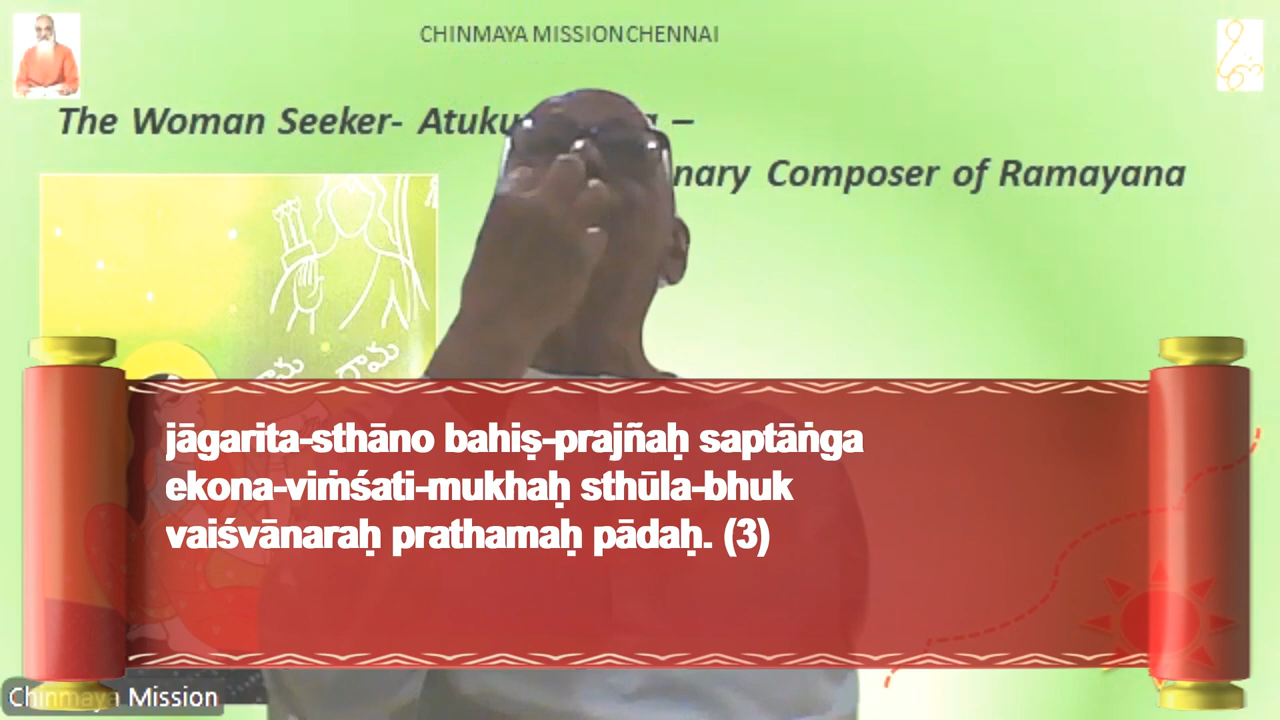 CHINMAYA MISSION CHENNAI
The Woman Seeker- Atuku –
nary Composer of Ramayana
రామ
jāgarita-sthāno bahiṣ-prajñaḥ saptāṅga
ekona-viṁśati-mukhaḥ sthūla-bhuk
vaiśvānaraḥ prathamaḥ pādaḥ. (3)
Chinmaya Mission